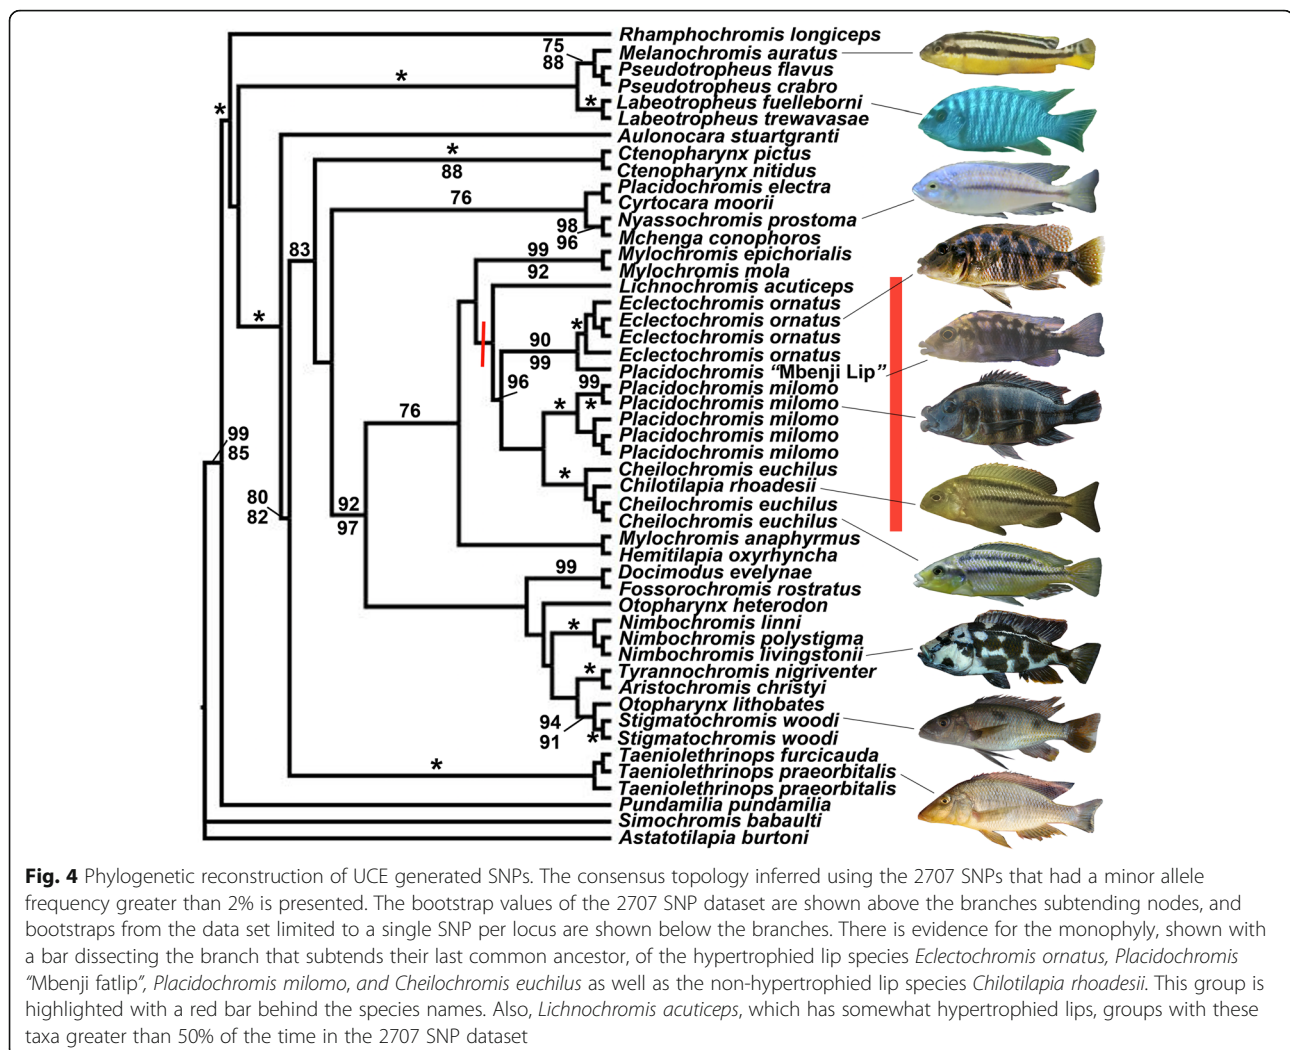 Rhamphochromis longiceps
75
Melanochromis auratus
88
Pseudotropheus flavus
*
Pseudotropheus crabro
*
Labeotropheus fuelleborni
*
Labeotropheus trewavasae
Aulonocara stuartgranti
*
Ctenopharynx pictus
88
Ctenopharynx nitidus
Placidochromis electra
76
Cyrtocara moorii
98
Nyassochromis prostoma
96
Mchenga conophoros
83
99
Mylochromis epichorialis
92
Mylochromis mola
Lichnochromis acuticeps
Eclectochromis ornatus
*
*
Eclectochromis ornatus
90
Eclectochromis ornatus
99
Eclectochromis ornatus
Placidochromis “Mbenji Lip”
96
99
Placidochromis milomo
*
*
Placidochromis milomo
76
Placidochromis milomo
Placidochromis milomo
99
85
Placidochromis milomo
*
Cheilochromis euchilus
Chilotilapia rhoadesii
80
82
92
97
Cheilochromis euchilus
Cheilochromis euchilus
Mylochromis anaphyrmus
Hemitilapia oxyrhyncha
99
Docimodus evelynae
Fossorochromis rostratus
Otopharynx heterodon
*
Nimbochromis linni
Nimbochromis polystigma
Nimbochromis livingstonii
*
Tyrannochromis nigriventer
Aristochromis christyi
Otopharynx lithobates
94
Stigmatochromis woodi
91
*
Stigmatochromis woodi
*
Taeniolethrinops furcicauda
Taeniolethrinops praeorbitalis
Taeniolethrinops praeorbitalis
Pundamilia pundamilia
Simochromis babaulti
Astatotilapia burtoni
Fig. 4 Phylogenetic reconstruction of UCE generated SNPs. The consensus topology inferred using the 2707 SNPs that had a minor allele
frequency greater than 2% is presented. The bootstrap values of the 2707 SNP dataset are shown above the branches subtending nodes, and
bootstraps from the data set limited to a single SNP per locus are shown below the branches. There is evidence for the monophyly, shown with
a bar dissecting the branch that subtends their last common ancestor, of the hypertrophied lip species Eclectochromis ornatus, Placidochromis
“Mbenji fatlip”, Placidochromis milomo, and Cheilochromis euchilus as well as the non-hypertrophied lip species Chilotilapia rhoadesii. This group is
highlighted with a red bar behind the species names. Also, Lichnochromis acuticeps, which has somewhat hypertrophied lips, groups with these
taxa greater than 50% of the time in the 2707 SNP dataset